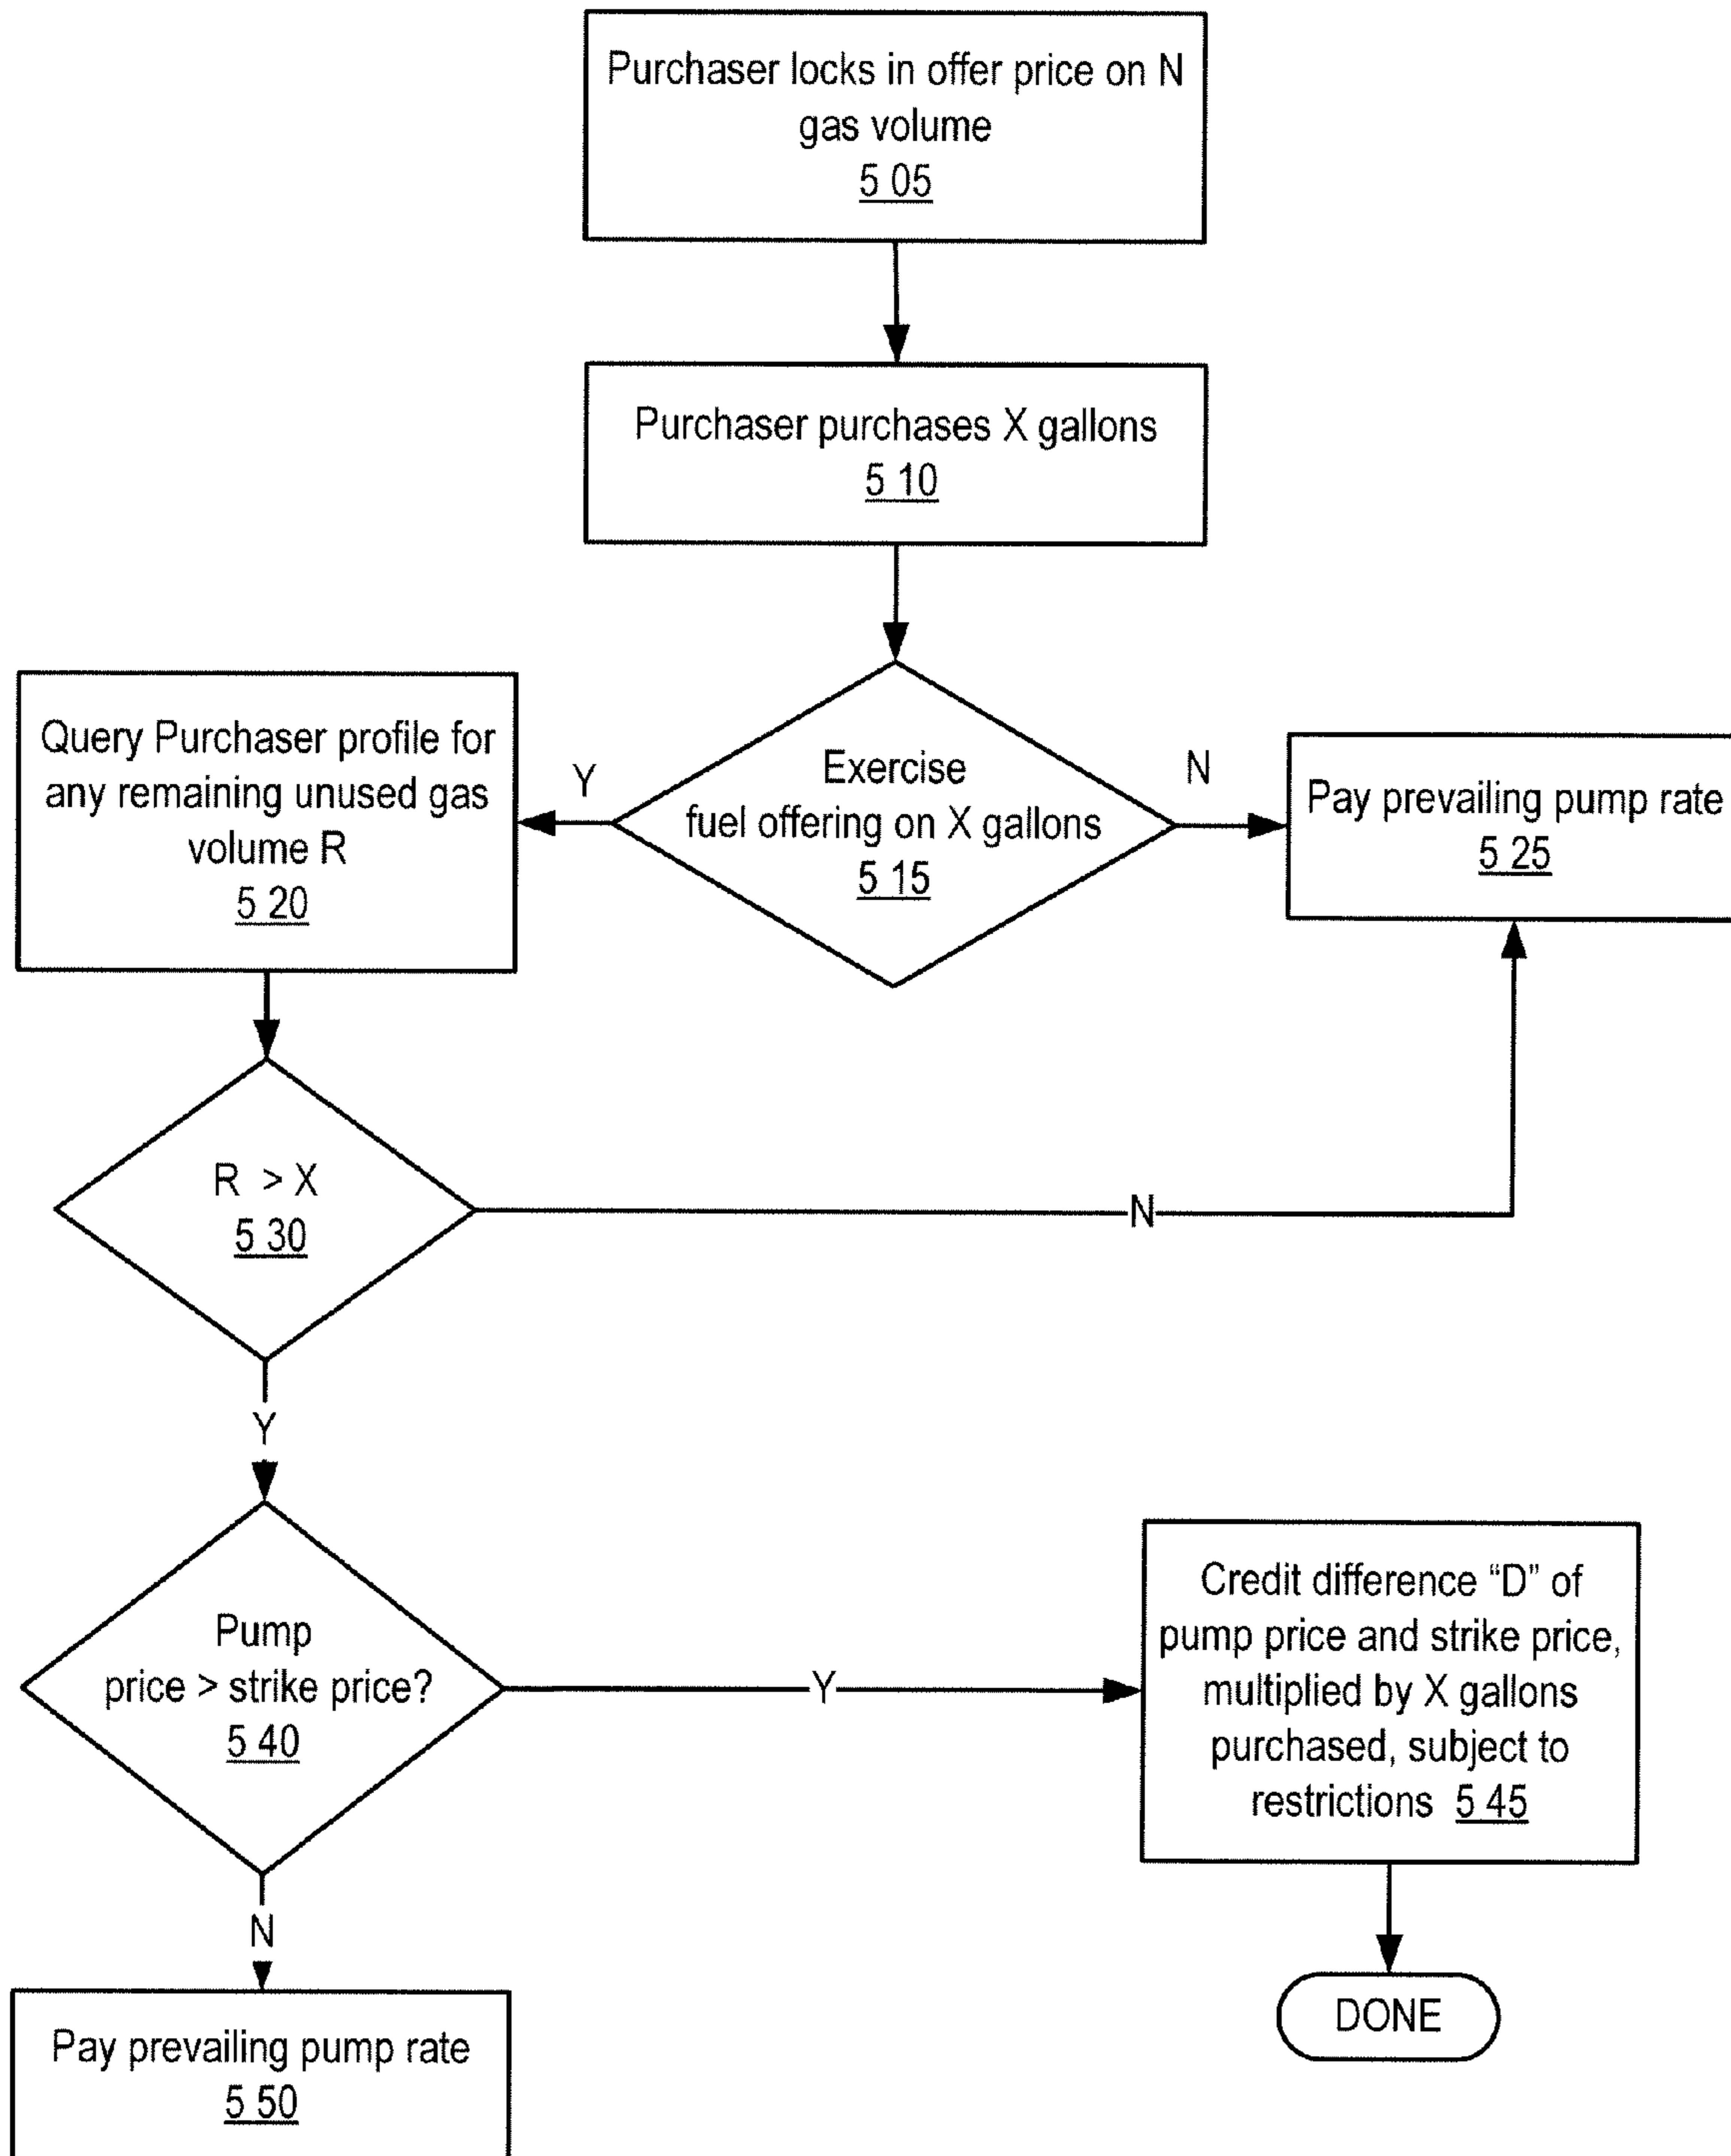 Purchaser locks in offer price on N
gas volume
5 05
Purchaser purchases X gallons
5 10
Exercise
fuel offering on X gallons
5 15
Y
N
Query Purchaser profile for
any remaining unused gas
volume R
5 20
Pay prevailing pump rate
5 25
R > X
5 30
N
Y
Pump
price > strike price?
5 40
Y
Credit difference “D” of
pump price and strike price,
multiplied by X gallons
purchased, subject to
restrictions 5 45
N
DONE
Pay prevailing pump rate
5 50